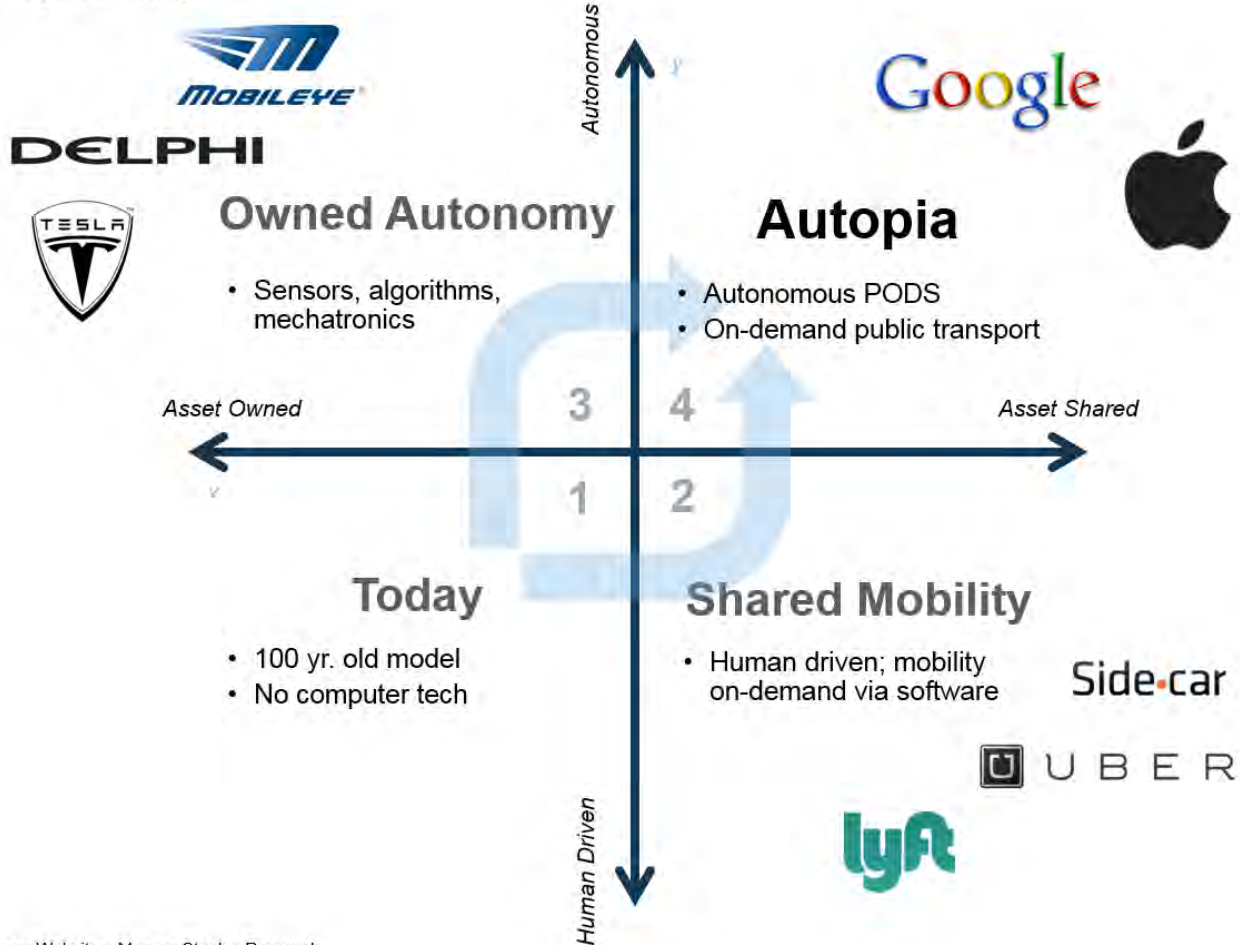 Autonomous
y
MOBILEYE
Google
DELPHI
TESLA
Owned Autonomy
Autopia
• Sensors, algorithms,
mechatronics
• Autonomous PODS
• On-demand public transport
Asset Owned
3
4
Asset Shared
1
2
Today
Shared Mobility
• 100 yr. old model
• No computer tech
• Human driven; mobility
on-demand via software
Side.car
U UBER
lyft
Human Driven